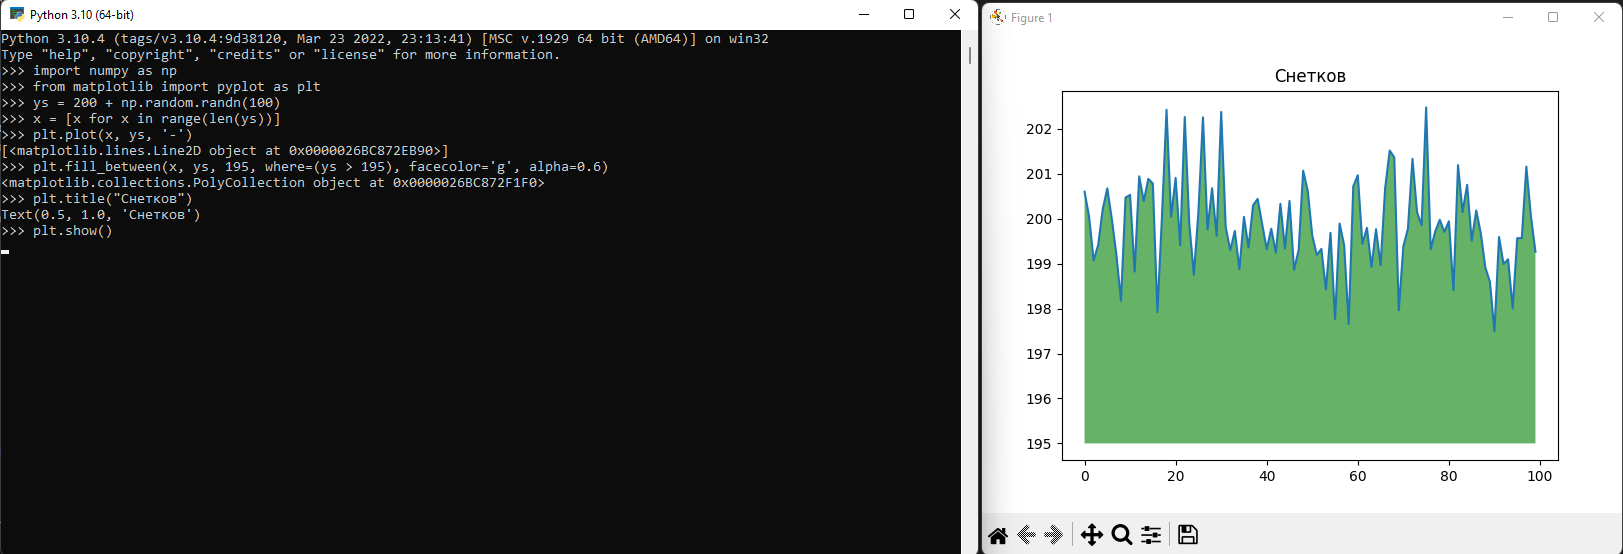 Python 3.10 (64-bit)
Python 3.10.4 (tags/v3.10.4:9d38120, Mar 23 2022, 23:13:41) [MSC v.1929 64 bit (AMD64)] on win32
Type "help", "copyright", "credits" or "license" for more information.
>>> import numpy as np
>>> from matplotlib import pyplot as plt
>>> ys = 200 + np.random.randn(100)
>>> x = [x for x in range(len(ys))]
>>> plt.plot(x, ys, '-')
[<matplotlib.lines.Line2D object at 0x0000026BC872EB90>]
>>> plt.fill_between(x, ys, 195, where=(ys > 195), facecolor='g', alpha=0.6)
<matplotlib.collections.PolyCollection object at 0x0000026BC872F1F0>
>>> plt.title("Снетков")
Text(0.5, 1.0, 'Снетков')
>>> plt.show()
Figure 1
Снетков
202
201
200
199
198
197
196
195
0 20 40 60 80 100